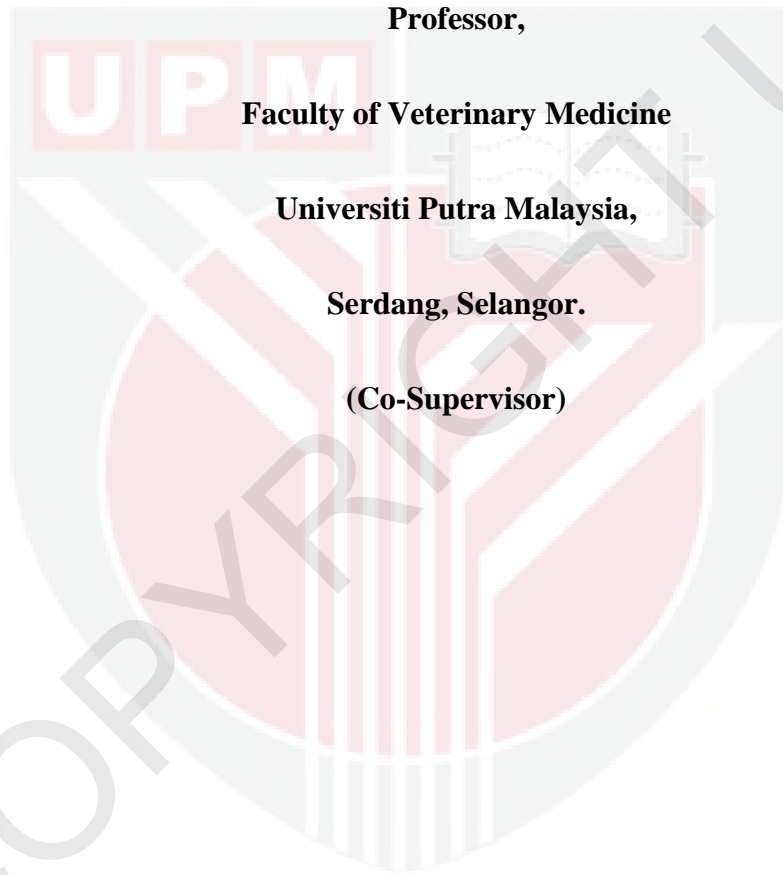 Professor,
UPM
Faculty of Veterinary Medicine
Universiti Putra Malaysia,
Serdang, Selangor.
(Co-Supervisor)
COPYRIGHT U